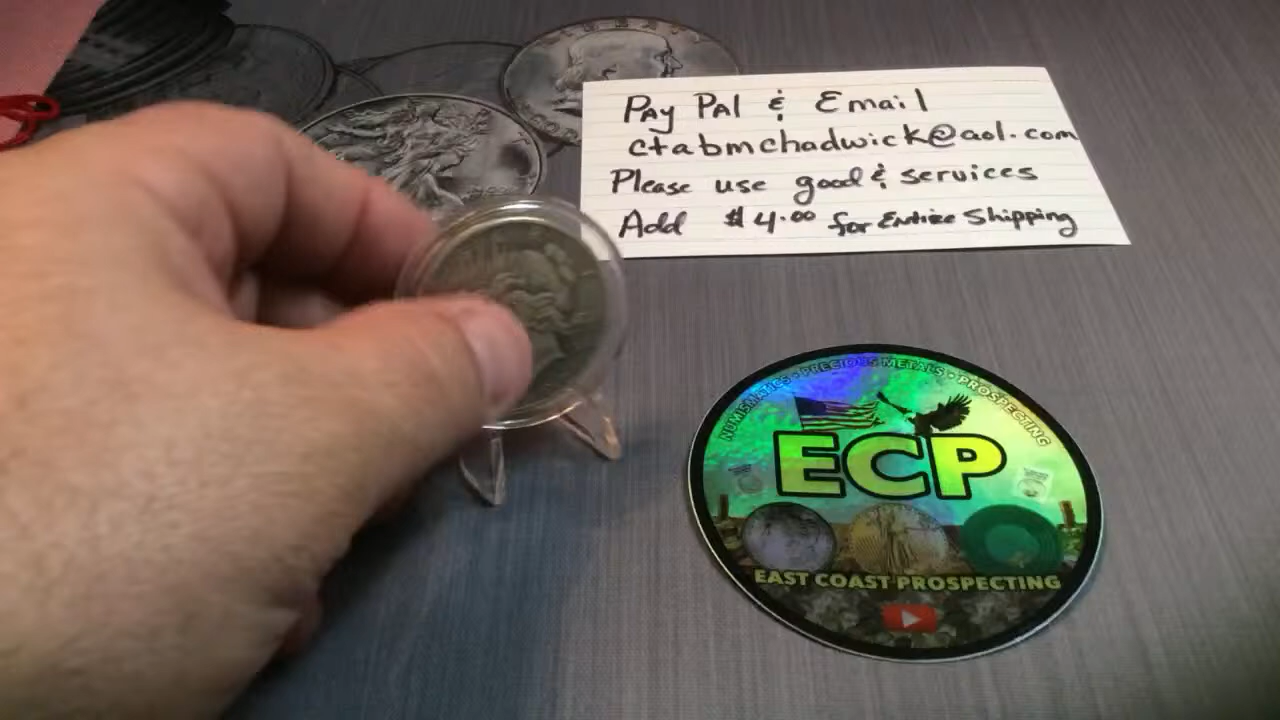 PAY PAL & Email
ctabmchadwick@aol.com
Please use good & services
Add $4.00 for Entire Shipping
NUMISMATICS • PRECIOUS METALS • PROSPECTING
ECP
EAST COAST PROSPECTING